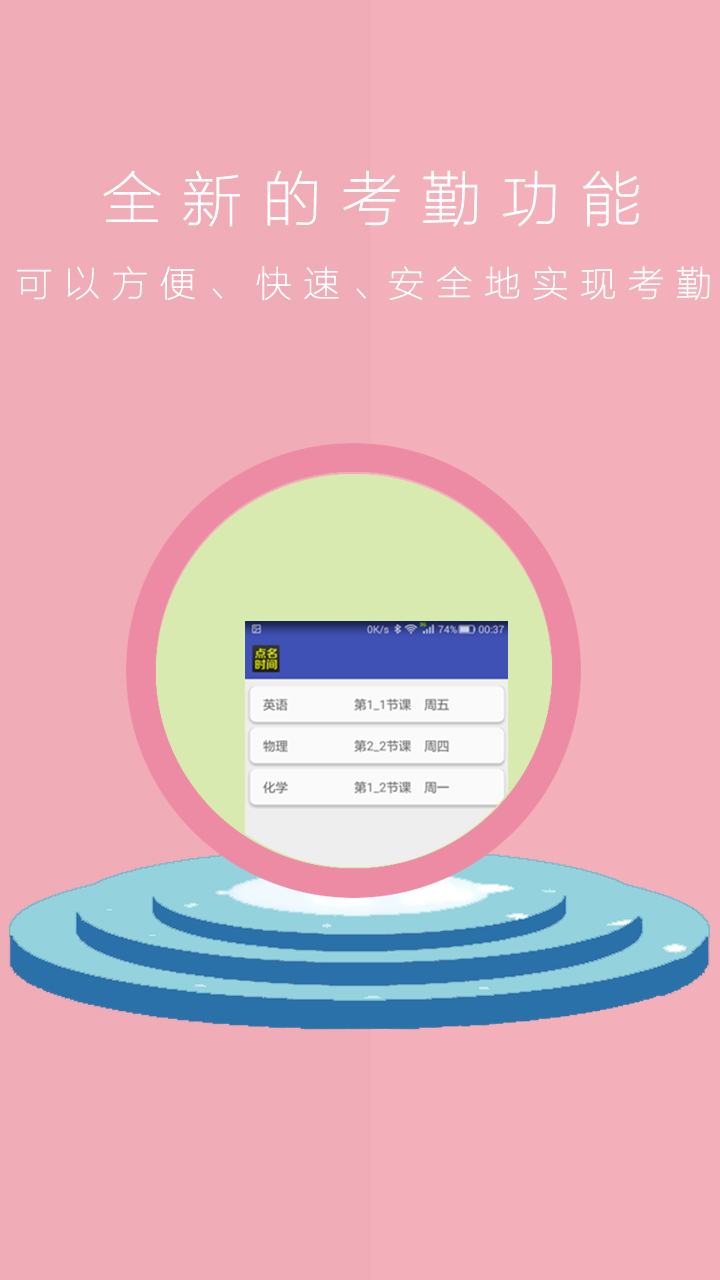 全新的考勤功能
可以方便、快速、安全地实现考勤
0K/s 74% 00:37
点名
时间
英语 第1_1节课 周五
物理 第2_2节课 周四
化学 第1_2节课 周一